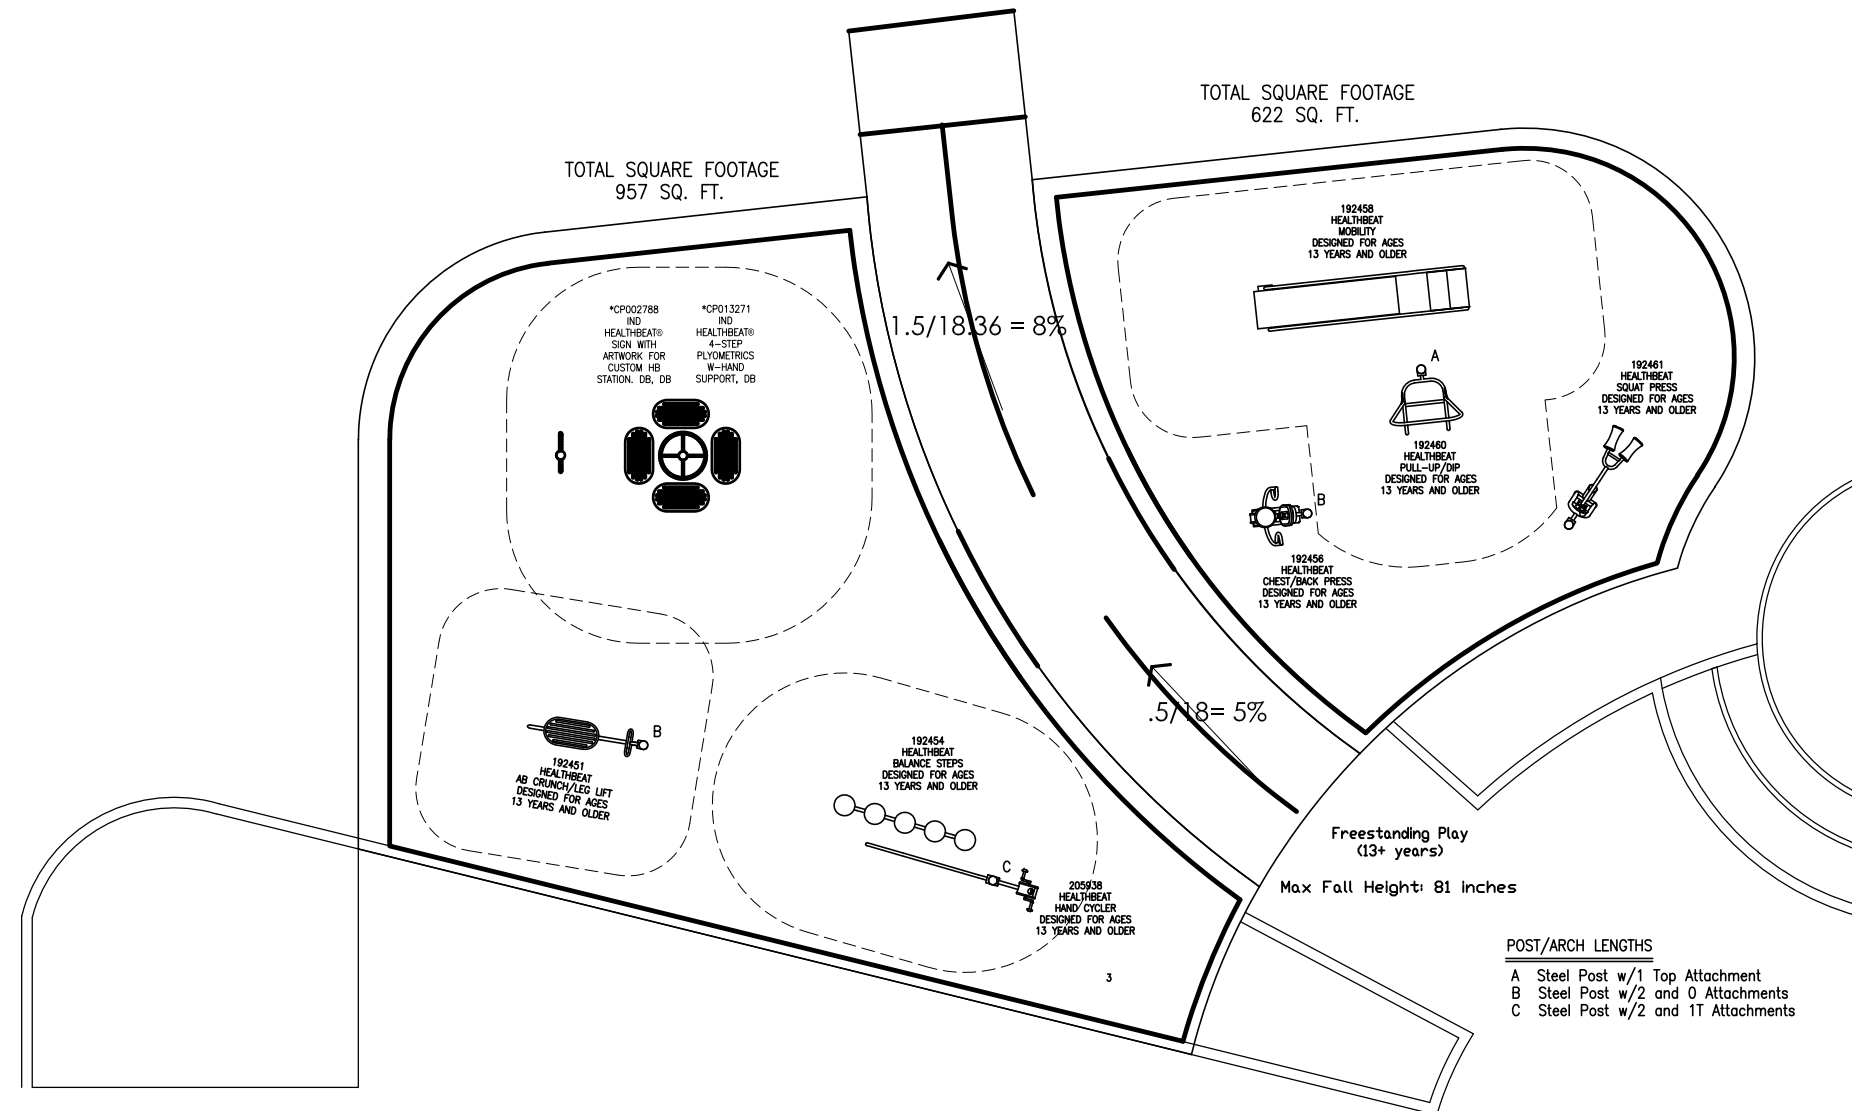 TOTAL SQUARE FOOTAGE
622 SQ. FT.
TOTAL SQUARE FOOTAGE
957 SQ. FT.
192458
HEALTHBEAT
MOBILITY
DESIGNED FOR AGES
13 YEARS AND OLDER
*CP002788
IND
HEALTHBEAT®
SIGN WITH
ARTWORK FOR
CUSTOM HB
STATION. DB, DB
*CP013271
IND
HEALTHBEAT®
4-STEP
PLYOMETRICS
W-HAND
SUPPORT, DB
1.5/18.36 = 8%
A
192461
HEALTHBEAT
SQUAT PRESS
DESIGNED FOR AGES
13 YEARS AND OLDER
192460
HEALTHBEAT
PULL-UP/DIP
DESIGNED FOR AGES
13 YEARS AND OLDER
B
192456
HEALTHBEAT
CHEST/BACK PRESS
DESIGNED FOR AGES
13 YEARS AND OLDER
.5/18= 5%
B
192451
HEALTHBEAT
AB CRUNCH/LEG LIFT
DESIGNED FOR AGES
13 YEARS AND OLDER
192454
HEALTHBEAT
BALANCE STEPS
DESIGNED FOR AGES
13 YEARS AND OLDER
C
205938
HEALTHBEAT
HAND CYCLER
DESIGNED FOR AGES
13 YEARS AND OLDER
3
Freestanding Play
(13+ years)
Max Fall Height: 81 inches
POST/ARCH LENGTHS
A Steel Post w/1 Top Attachment
B Steel Post w/2 and 0 Attachments
C Steel Post w/2 and 1T Attachments